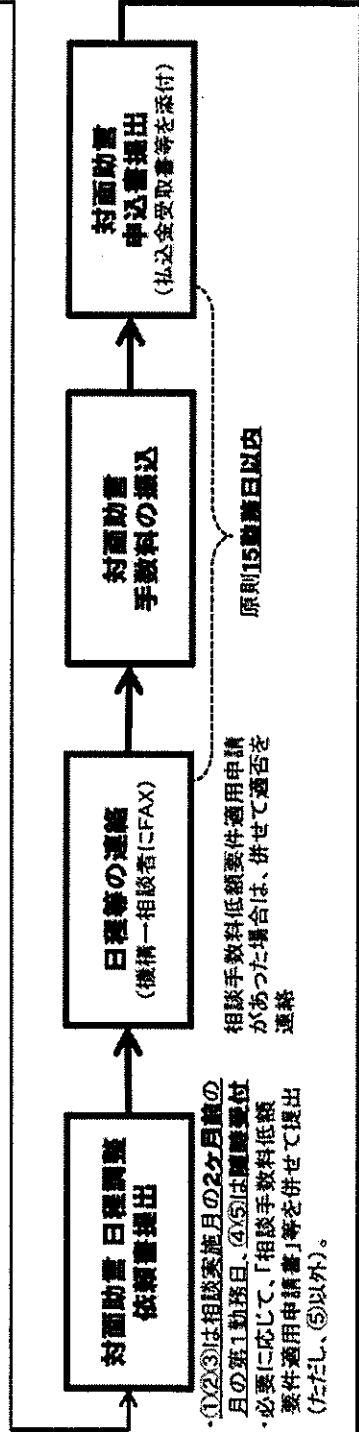 対面助言 日程調整
依頼書提出
・①②③は相談実施月の2ケ月前の
月の第1勤務日、④⑤は随時受付
・必要に応じて、「相談手数料低額
要件適用申請書」等を併せて提出
(ただし、⑤以外)。
日程等の連絡
(機構→相談者にFAX)
相談手数料低額要件適用申請
があった場合は、併せて適否を
連絡
対面助言
手数料の振込
原則15勤務日以内
対面助言
申込書提出
(払込金受取書等を添付)